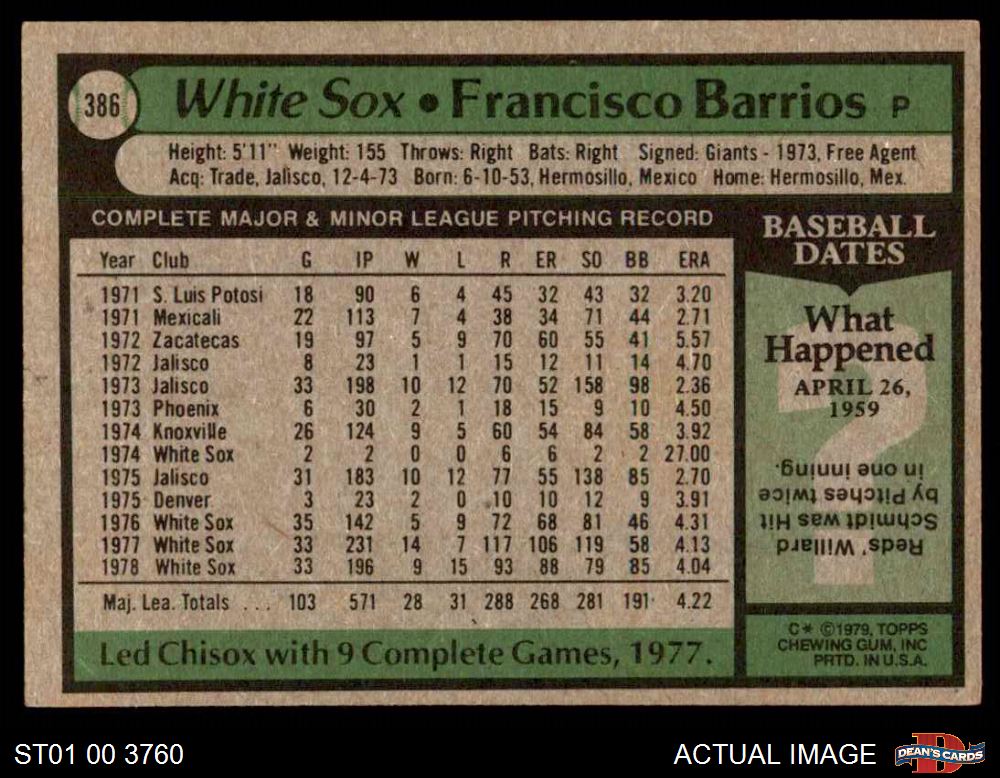 386 White Sox • Francisco Barrios P
Height: 5'11" Weight: 155 Throws: Right Bats: Right Signed: Giants - 1973, Free Agent
Acq: Trade, Jalisco, 12-4-73 Born: 6-10-53, Hermosillo, Mexico Home: Hermosillo, Mex.
COMPLETE MAJOR & MINOR LEAGUE PITCHING RECORD
Year Club G IP W L R ER SO BB ERA
1971 S. Luis Potosi 18 90 6 4 45 32 43 32 3.20
1971 Mexicali 22 113 7 4 38 34 71 44 2.71
1972 Zacatecas 19 97 5 9 70 60 55 41 5.57
1972 Jalisco 8 23 1 1 15 12 11 14 4.70
1973 Jalisco 33 198 10 12 70 52 158 98 2.36
1973 Phoenix 6 30 2 1 18 15 9 10 4.50
1974 Knoxville 26 124 9 5 60 54 84 58 3.92
1974 White Sox 2 2 0 0 6 6 2 2 27.00
1975 Jalisco 31 183 10 12 77 55 138 85 2.70
1975 Denver 3 23 2 0 10 10 12 9 3.91
1976 White Sox 35 142 5 9 72 68 81 46 4.31
1977 White Sox 33 231 14 7 117 106 119 58 4.13
1978 White Sox 33 196 9 15 93 88 79 85 4.04
Maj. Lea. Totals ... 103 571 28 31 288 268 281 191 4.22
Led Chisox with 9 Complete Games, 1977.
BASEBALL
DATES
What
Happened
APRIL 26,
1959
?
Reds' Willard
Schmidt was Hit
by Pitches twice
in one inning.
C* ©1979, TOPPS
CHEWING GUM, INC
PRTD. IN U.S.A.
ST01 00 3760
ACTUAL IMAGE
DEAN'S CARDS